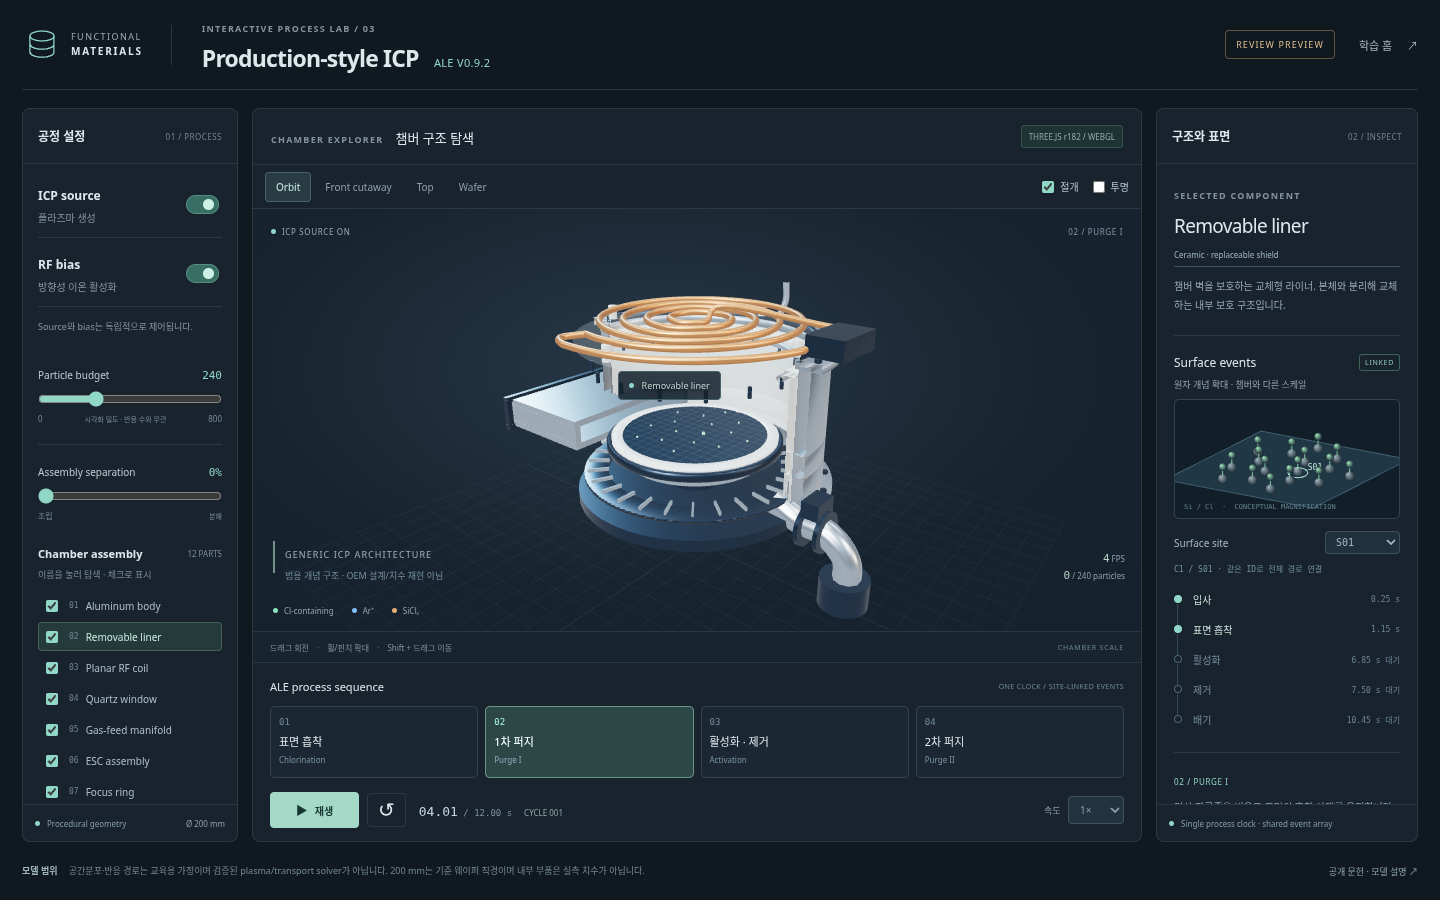 FUNCTIONAL
MATERIALS
INTERACTIVE PROCESS LAB / 03
Production-style ICP ALE V0.9.2
REVIEW PREVIEW
학습 홈 ↗
공정 설정 01 / PROCESS
ICP source
플라즈마 생성
RF bias
방향성 이온 활성화
Source와 bias는 독립적으로 제어됩니다.
Particle budget 240
0 시각화 밀도 · 반응 수와 무관 800
Assembly separation 0%
조립 분해
Chamber assembly 12 PARTS
이름을 눌러 탐색 · 체크로 표시
01 Aluminum body
02 Removable liner
03 Planar RF coil
04 Quartz window
05 Gas-feed manifold
06 ESC assembly
07 Focus ring
Procedural geometry Ø 200 mm
CHAMBER EXPLORER 챔버 구조 탐색
THREE.JS r182 / WEBGL
Orbit Front cutaway Top Wafer
절개 투명
ICP SOURCE ON 02 / PURGE I
Removable liner
GENERIC ICP ARCHITECTURE
범용 개념 구조 · OEM 설계/치수 재현 아님
4 FPS
0 / 240 particles
Cl-containing Ar⁺ SiClₓ
드래그 회전 · 휠/핀치 확대 · Shift + 드래그 이동 CHAMBER SCALE
ALE process sequence ONE CLOCK / SITE-LINKED EVENTS
01
표면 흡착
Chlorination
02
1차 퍼지
Purge I
03
활성화 · 제거
Activation
04
2차 퍼지
Purge II
▶ 재생 ↺ 04.01 / 12.00 s CYCLE 001 속도 1×
구조와 표면 02 / INSPECT
SELECTED COMPONENT
Removable liner
Ceramic · replaceable shield
챔버 벽을 보호하는 교체형 라이너. 본체와 분리해 교체
하는 내부 보호 구조입니다.
Surface events LINKED
원자 개념 확대 · 챔버와 다른 스케일
S01
Si / Cl · CONCEPTUAL MAGNIFICATION
Surface site S01
C1 / S01 · 같은 ID로 전체 경로 연결
입사 0.25 s
표면 흡착 1.15 s
활성화 6.85 s 대기
제거 7.50 s 대기
배기 10.45 s 대기
02 / PURGE I
Single process clock · shared event array
모델 범위 공간분포·반응 경로는 교육용 가정이며 검증된 plasma/transport solver가 아닙니다. 200 mm는 기준 웨이퍼 직경이며 내부 부품은 실측 치수가 아닙니다.
공개 문헌 · 모델 설명 ↗